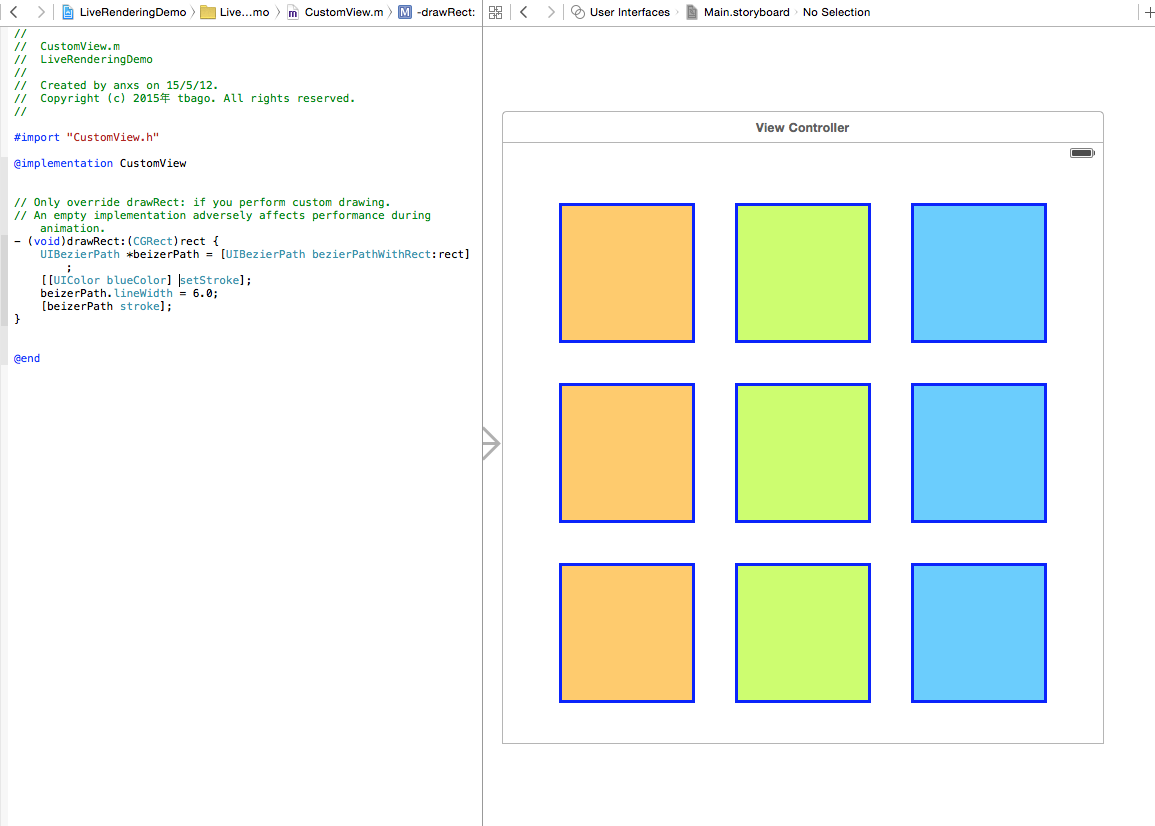 LiveRenderingDemo Live...mo CustomView.m M -drawRect:
User Interfaces Main.storyboard No Selection
//
// CustomView.m
// LiveRenderingDemo
//
// Created by anxs on 15/5/12.
// Copyright (c) 2015年 tbago. All rights reserved.
//
#import "CustomView.h"
@implementation CustomView
// Only override drawRect: if you perform custom drawing.
// An empty implementation adversely affects performance during
animation.
- (void)drawRect:(CGRect)rect {
UIBezierPath *beizerPath = [UIBezierPath bezierPathWithRect:rect]
;
[[UIColor blueColor] setStroke];
beizerPath.lineWidth = 6.0;
[beizerPath stroke];
}
@end
View Controller